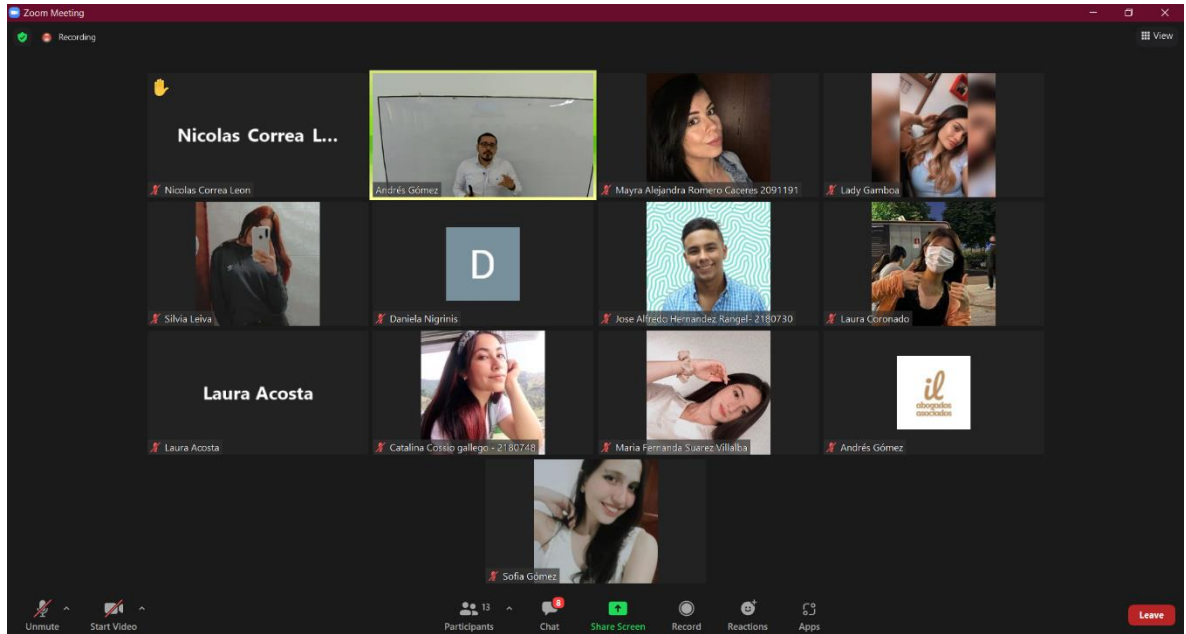 Zoom Meeting
Recording
View
Nicolas Correa L...
Nicolas Correa Leon
Andrés Gómez
Mayra Alejandra Romero Caceres 2091191
Lady Gamboa
Silvia Leiva
D
Daniela Nigrinis
Jose Alfredo Hernandez Rangel- 2180730
Laura Coronado
Laura Acosta
Laura Acosta
Catalina Cossio gallego - 2180748
Maria Fernanda Suarez Villalba
il
abogados
asociados
Andrés Gómez
Sofia Gómez
Unmute
Start Video
13
Participants
8
Chat
Share Screen
Record
Reactions
Apps
Leave